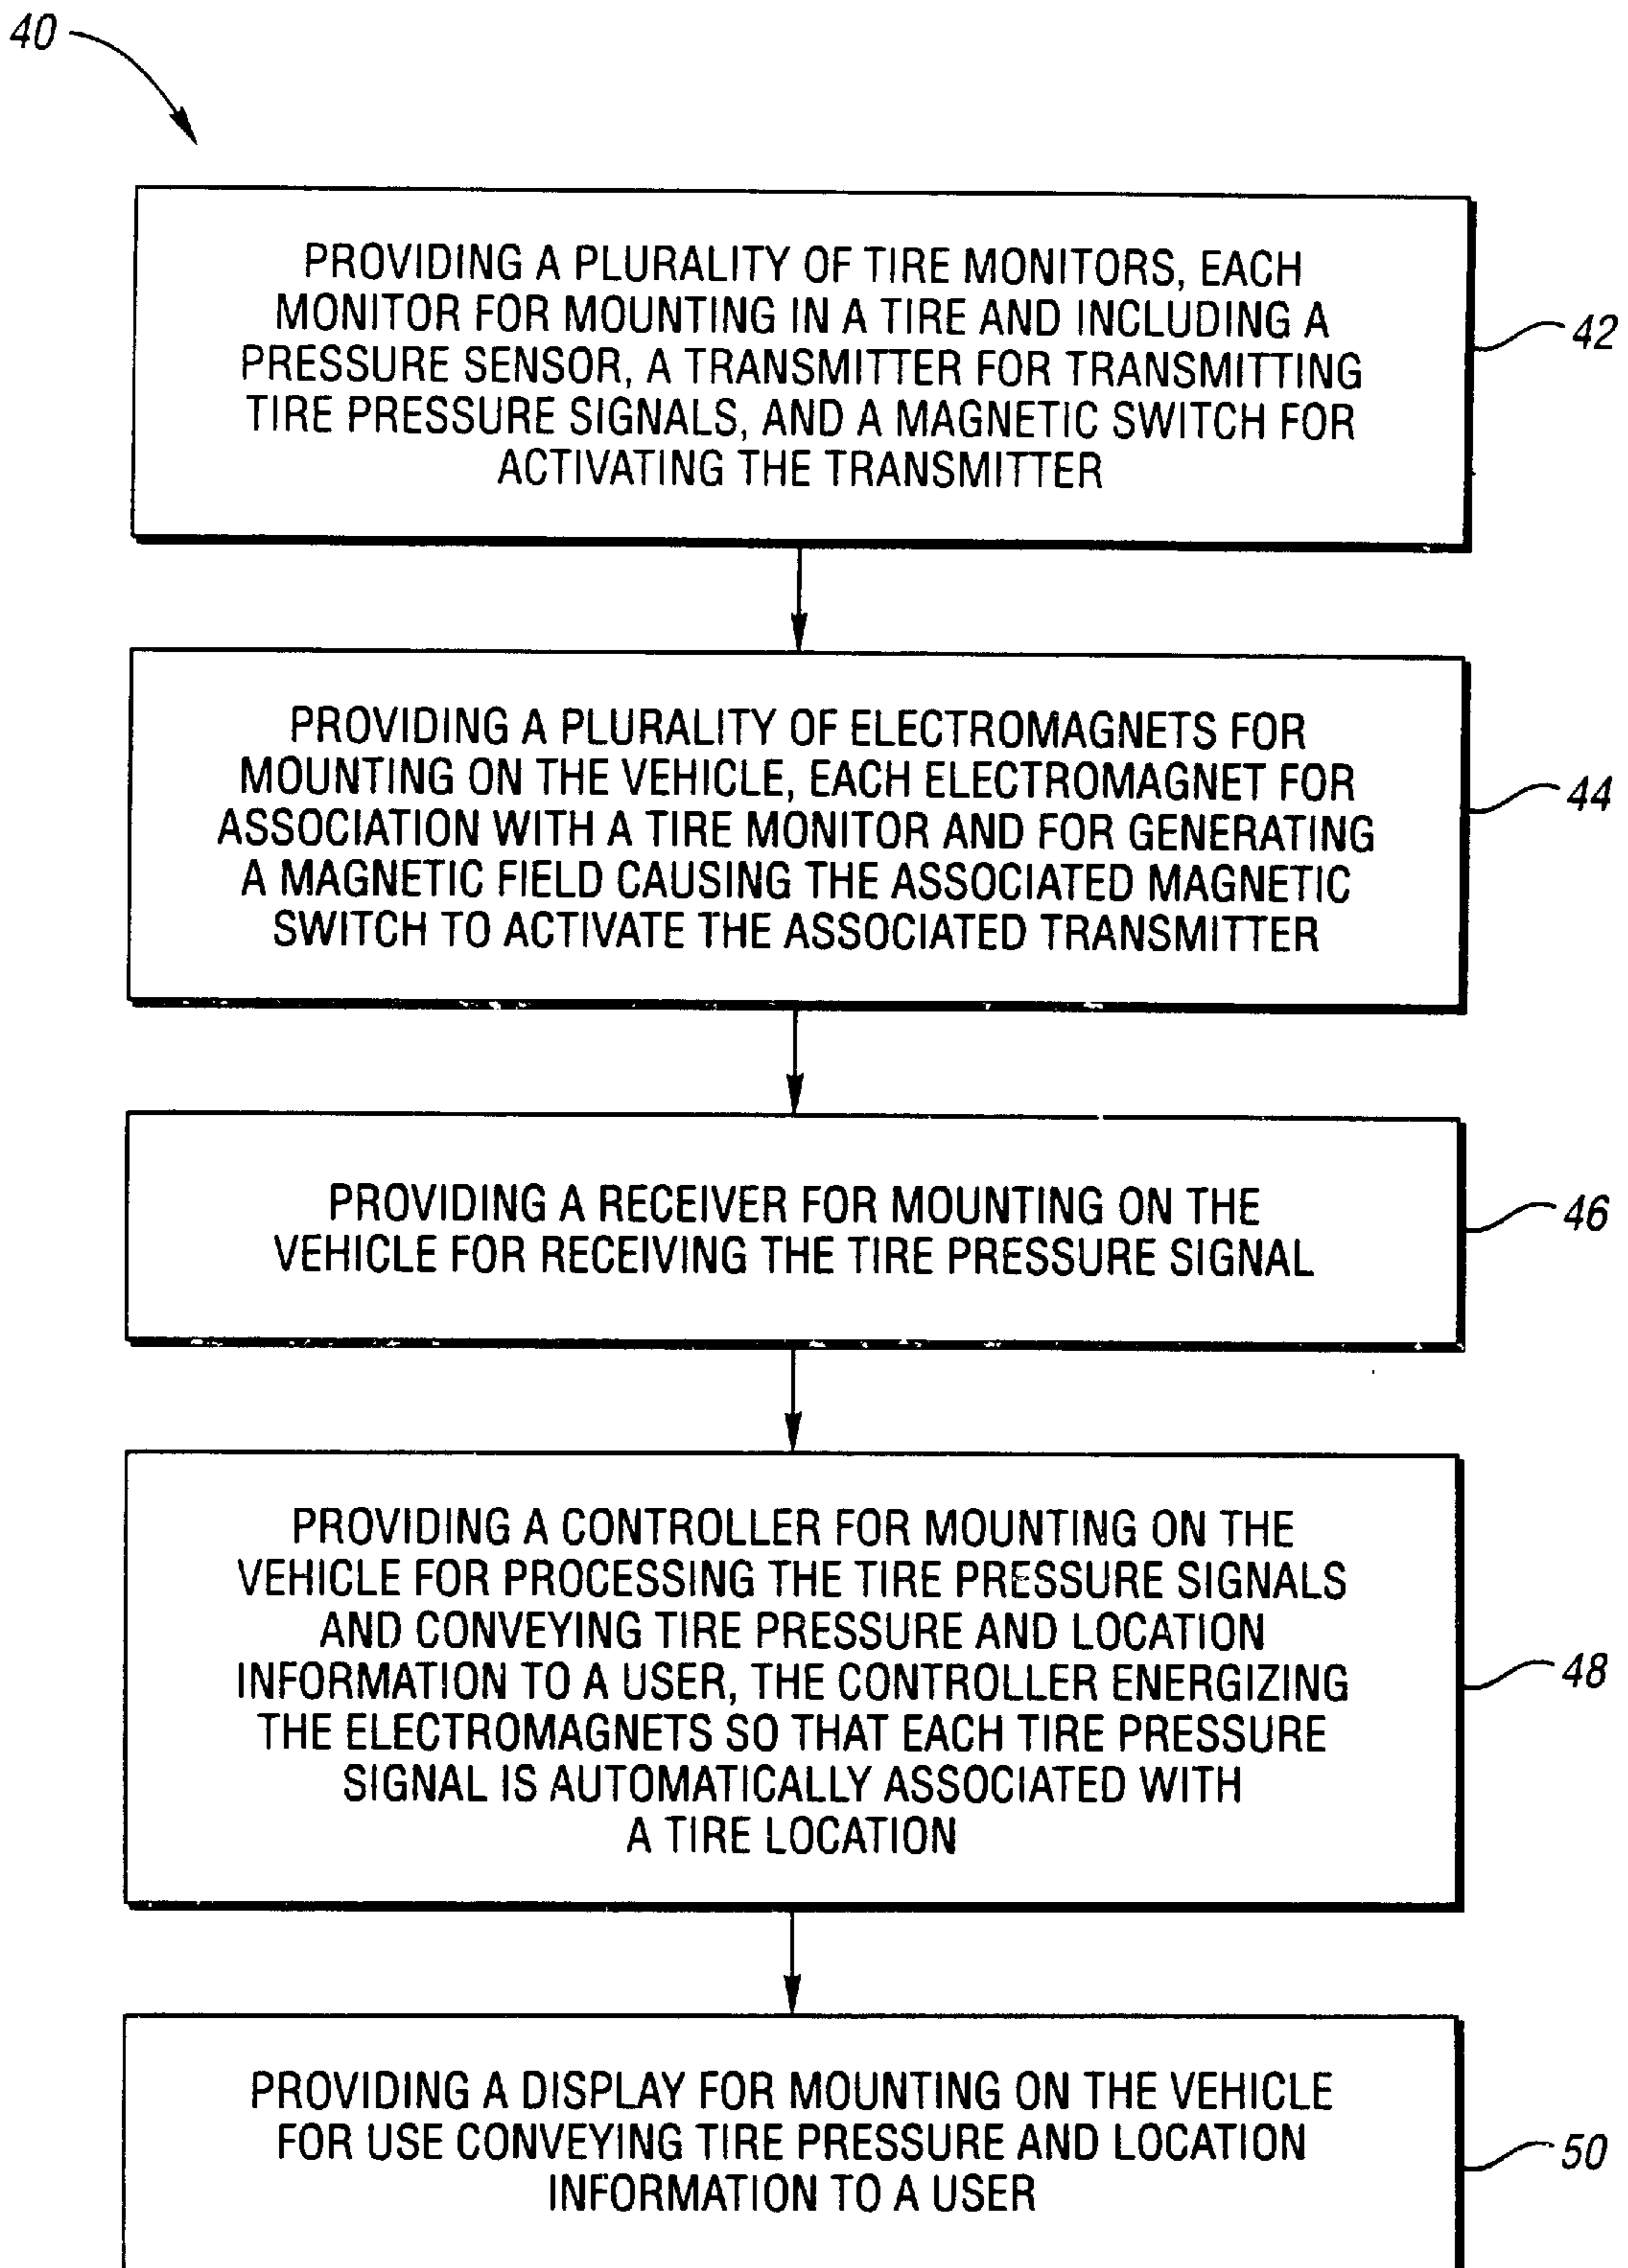 40
PROVIDING A PLURALITY OF TIRE MONITORS, EACH
MONITOR FOR MOUNTING IN A TIRE AND INCLUDING A
PRESSURE SENSOR, A TRANSMITTER FOR TRANSMITTING
TIRE PRESSURE SIGNALS, AND A MAGNETIC SWITCH FOR
ACTIVATING THE TRANSMITTER
42
PROVIDING A PLURALITY OF ELECTROMAGNETS FOR
MOUNTING ON THE VEHICLE, EACH ELECTROMAGNET FOR
ASSOCIATION WITH A TIRE MONITOR AND FOR GENERATING
A MAGNETIC FIELD CAUSING THE ASSOCIATED MAGNETIC
SWITCH TO ACTIVATE THE ASSOCIATED TRANSMITTER
44
PROVIDING A RECEIVER FOR MOUNTING ON THE
VEHICLE FOR RECEIVING THE TIRE PRESSURE SIGNAL
46
PROVIDING A CONTROLLER FOR MOUNTING ON THE
VEHICLE FOR PROCESSING THE TIRE PRESSURE SIGNALS
AND CONVEYING TIRE PRESSURE AND LOCATION
INFORMATION TO A USER, THE CONTROLLER ENERGIZING
THE ELECTROMAGNETS SO THAT EACH TIRE PRESSURE
SIGNAL IS AUTOMATICALLY ASSOCIATED WITH
A TIRE LOCATION
48
PROVIDING A DISPLAY FOR MOUNTING ON THE VEHICLE
FOR USE CONVEYING TIRE PRESSURE AND LOCATION
INFORMATION TO A USER
50